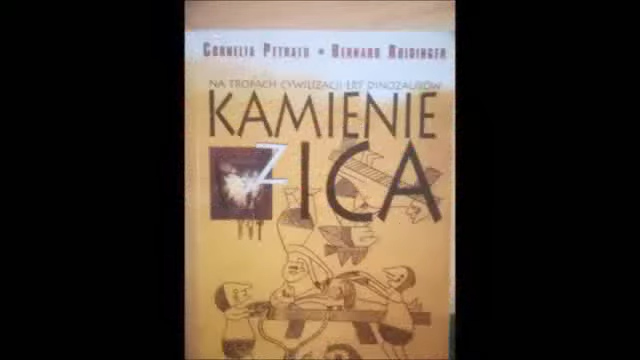 CORNELIA PETRATU • BERNARD ROIDINGER
NA TROPACH CYWILIZACJI ERY DINOZAURÓW
KAMIENIE
Z ICA